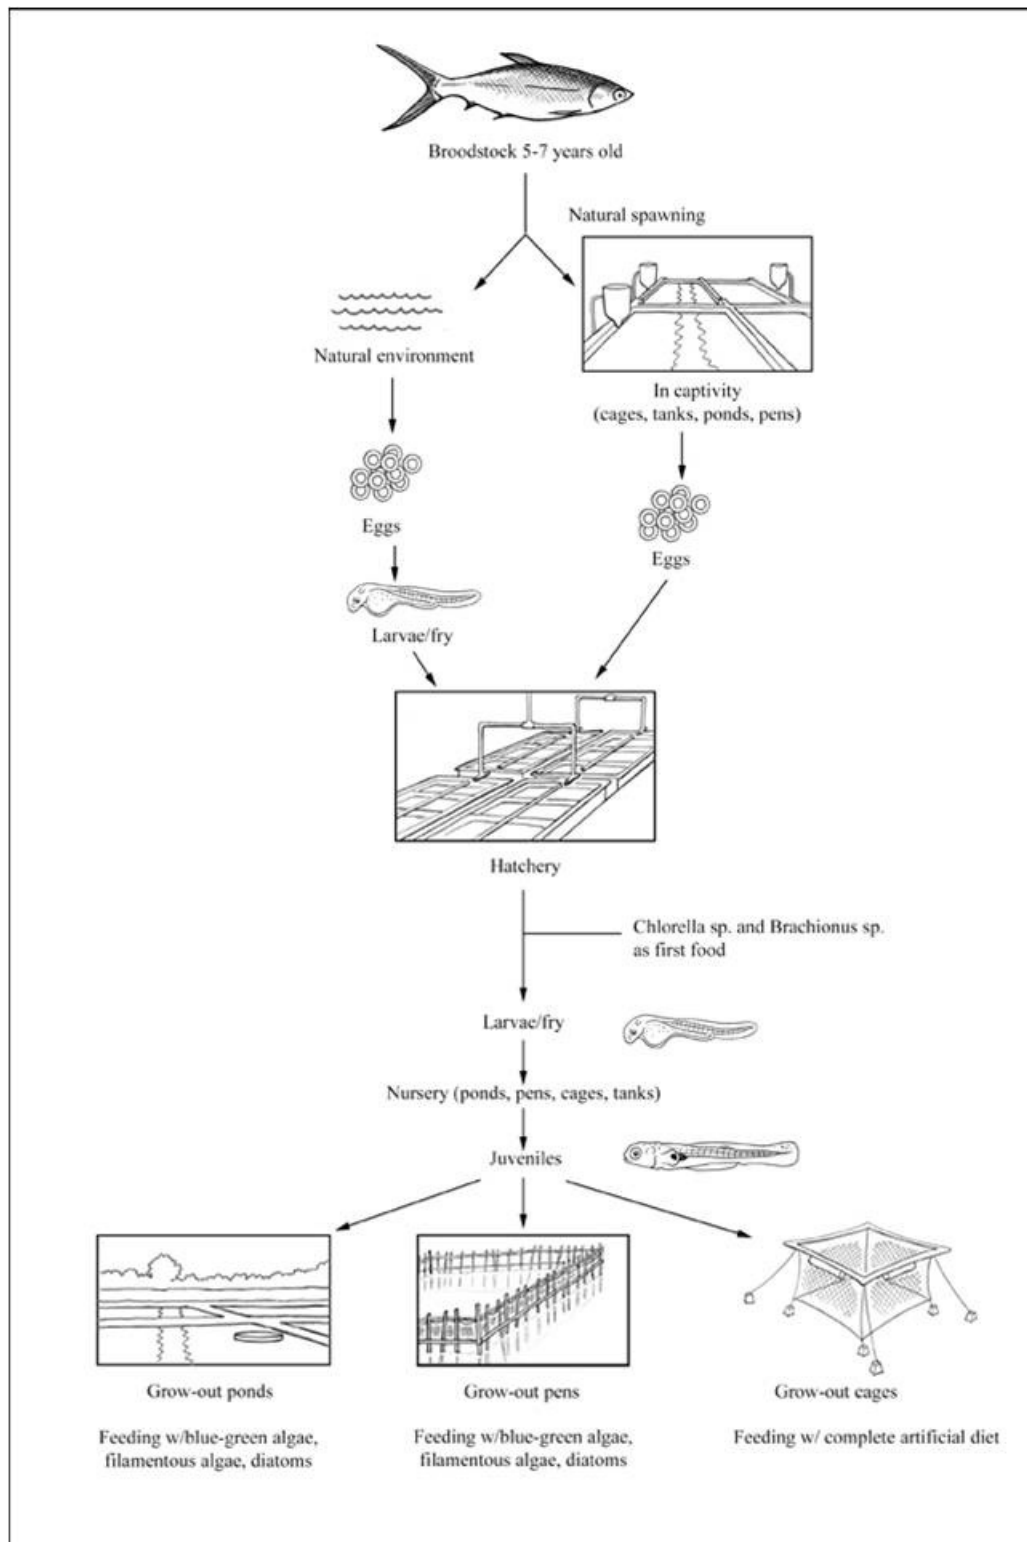 Broodstock 5-7 years old
Natural spawning
Natural environment
In captivity
(cages, tanks, ponds, pens)
Eggs
Eggs
Larvae/fry
Hatchery
Chlorella sp. and Brachionus sp.
as first food
Larvae/fry
Nursery (ponds, pens, cages, tanks)
Juveniles
Grow-out ponds
Feeding w/blue-green algae,
filamentous algae, diatoms
Grow-out pens
Feeding w/blue-green algae,
filamentous algae, diatoms
Grow-out cages
Feeding w/ complete artificial diet